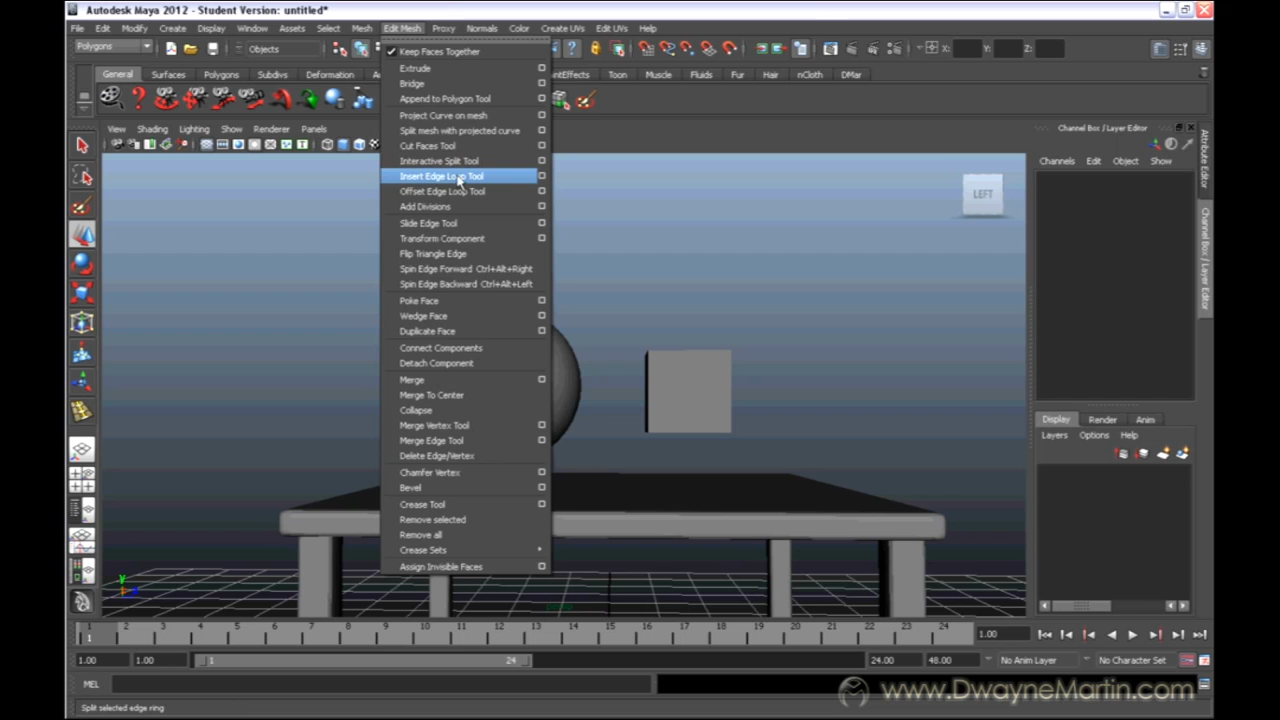 Autodesk Maya 2012 - Student Version: untitled*
File Edit Modify Create Display Window Assets Select Mesh Edit Mesh Proxy Normals Color Create UVs Edit UVs Help
Polygons Objects X: Y: Z:
General Surfaces Polygons Subdivs Deformation Toon Muscle Fluids Fur Hair nCloth DMar
View Shading Lighting Show Renderer Panels
Keep Faces Together
Extrude
Bridge
Append to Polygon Tool
Project Curve on mesh
Split mesh with projected curve
Cut Faces Tool
Interactive Split Tool
Insert Edge Loop Tool
Offset Edge Loop Tool
Add Divisions
Slide Edge Tool
Transform Component
Flip Triangle Edge
Spin Edge Forward Ctrl+Alt+Right
Spin Edge Backward Ctrl+Alt+Left
Poke Face
Wedge Face
Duplicate Face
Connect Components
Detach Component
Merge
Merge To Center
Collapse
Merge Vertex Tool
Merge Edge Tool
Delete Edge/Vertex
Chamfer Vertex
Bevel
Crease Tool
Remove selected
Remove all
Crease Sets
Assign Invisible Faces
LEFT
y
Channel Box / Layer Editor
Channels Edit Object Show
Attribute Editor
Channel Box / Layer Editor
Display Render Anim
Layers Options Help
1 2 3 4 5 6 7 8 9 10 11 12 13 14 15 16 17 18 19 20 21 22 23 24 1.00
1
1.00 1.00 1 24 24.00 48.00 No Anim Layer No Character Set
MEL
www.DwayneMartin.com
Split selected edge ring